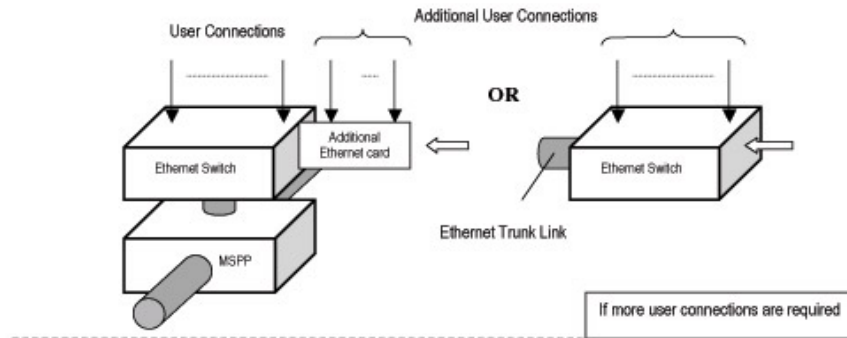 Additional User Connections
User Connections
OR
Additional
Ethernet card
Ethernet Switch
Ethernet Switch
Ethernet Trunk Link
MSPP
If more user connections are required